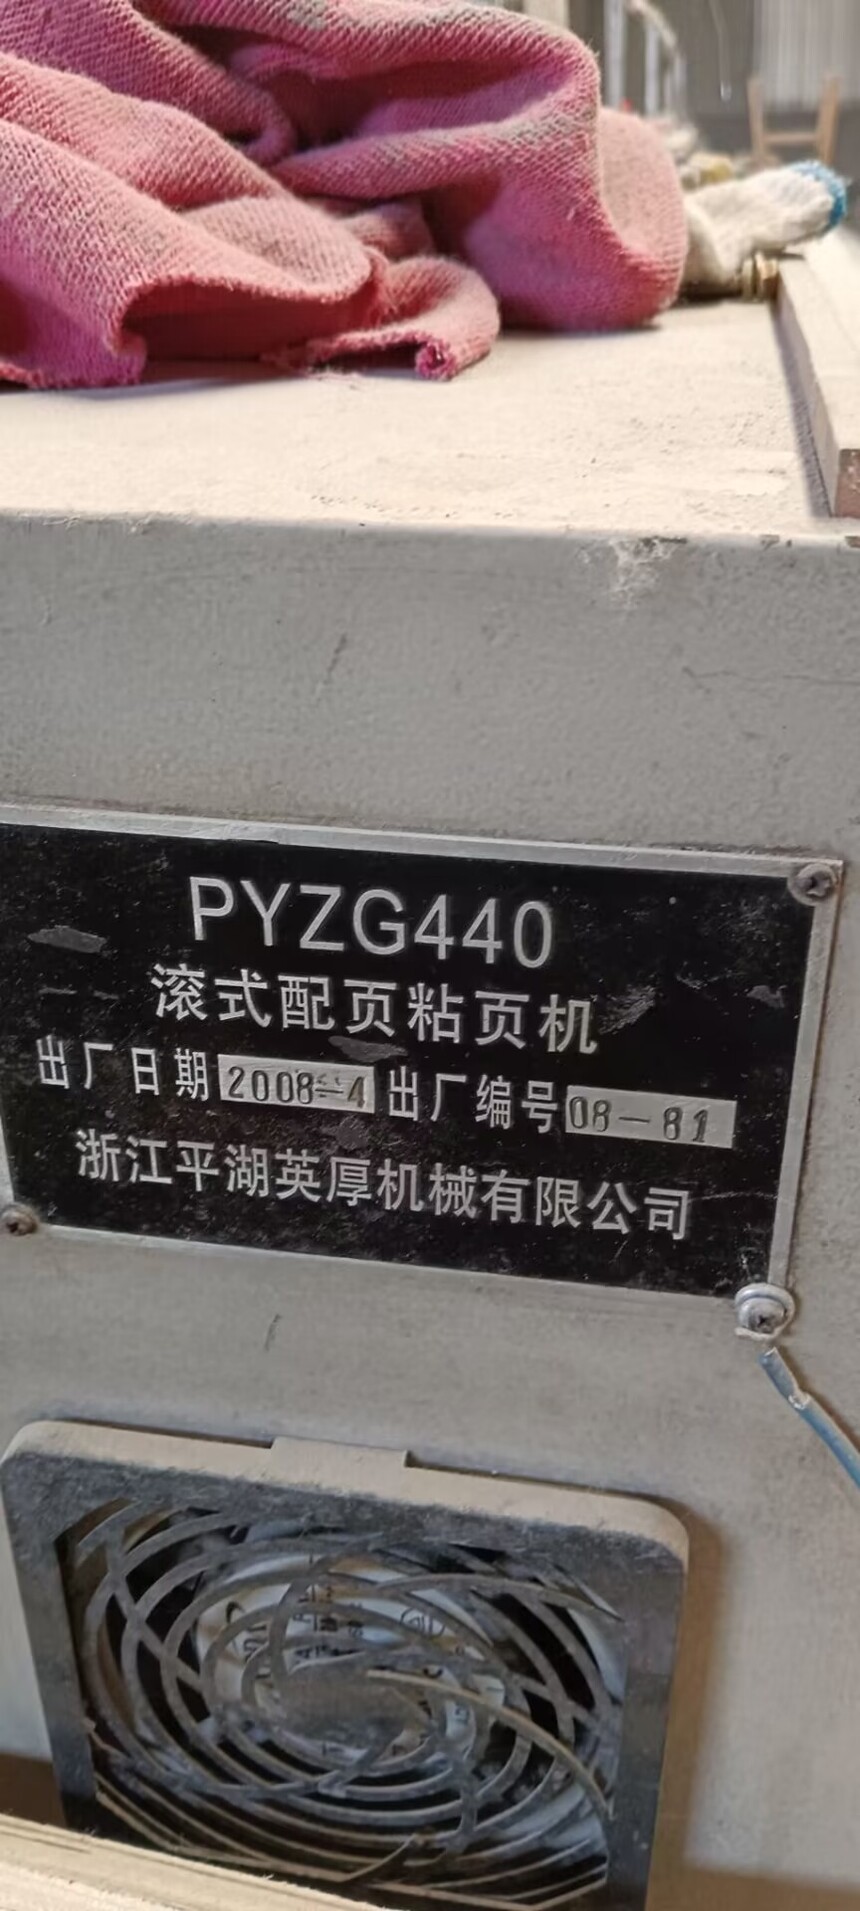 PYZG440
滚式配页粘页机
出厂日期 2008-4 出厂编号 08-81
浙江平湖英厚机械有限公司